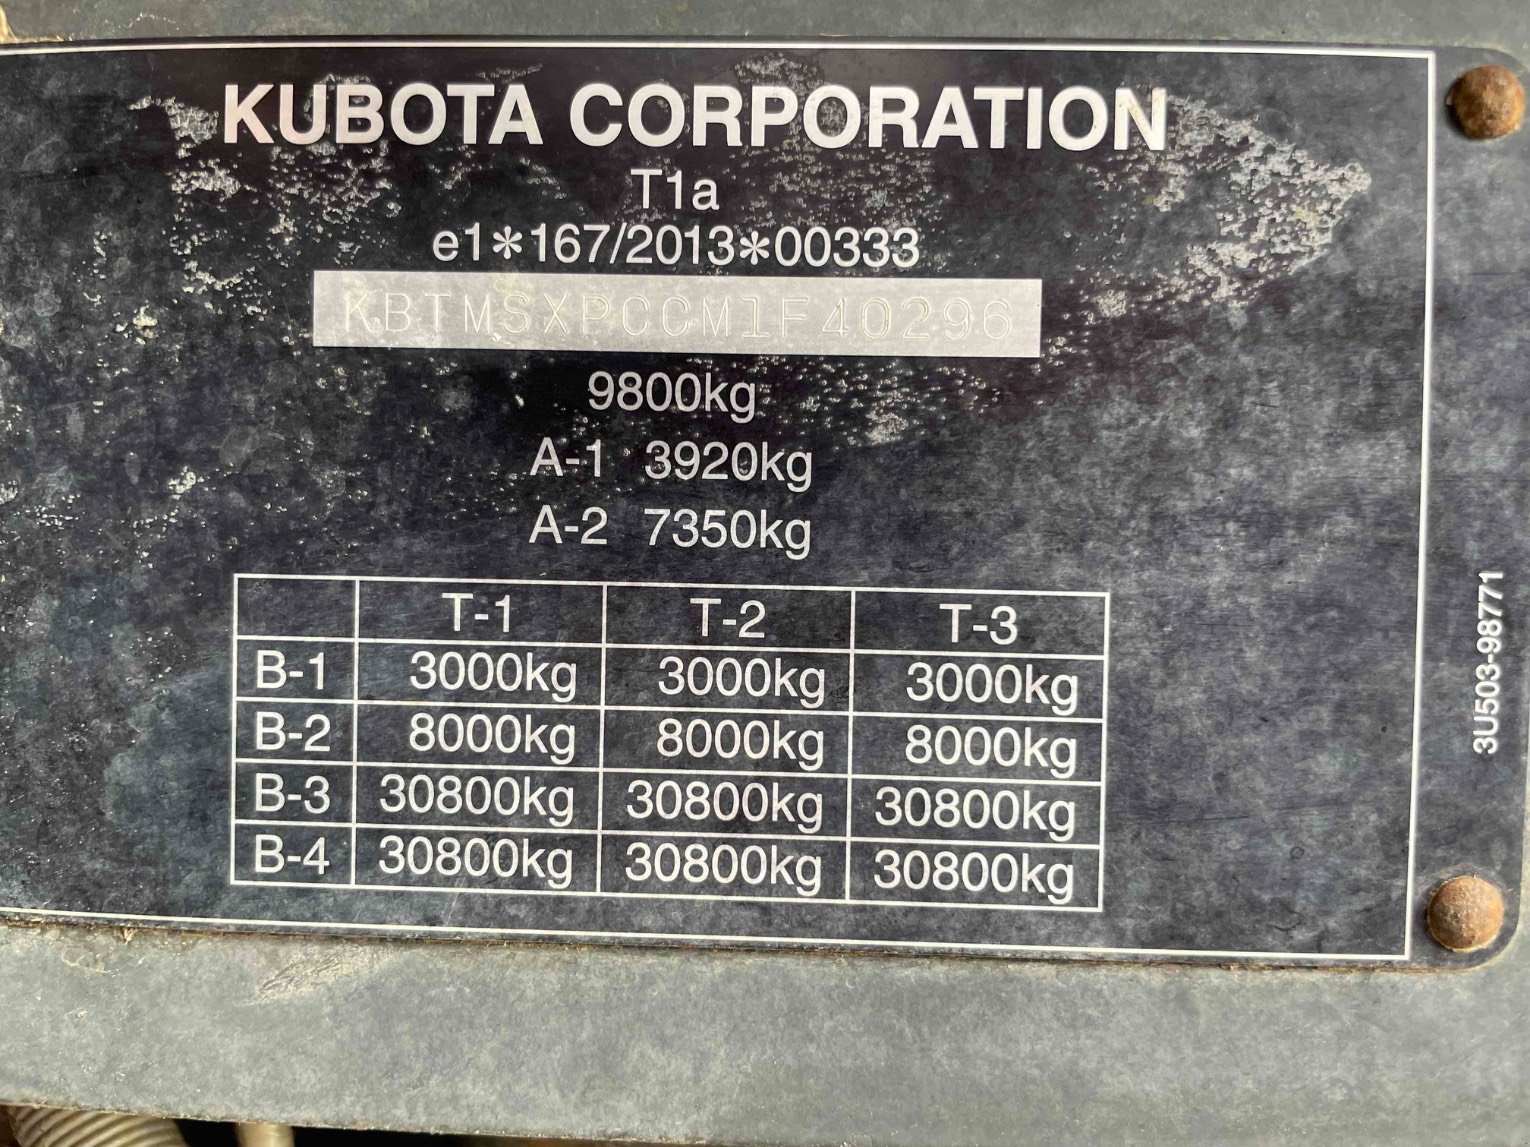 KUBOTA CORPORATION
T1a
e1*167/2013*00333
KBTMSXPCCM1F40296
9800kg
A-1 3920kg
A-2 7350kg
T-1 T-2 T-3
B-1 3000kg 3000kg 3000kg
B-2 8000kg 8000kg 8000kg
B-3 30800kg 30800kg 30800kg
B-4 30800kg 30800kg 30800kg
3U503-98771